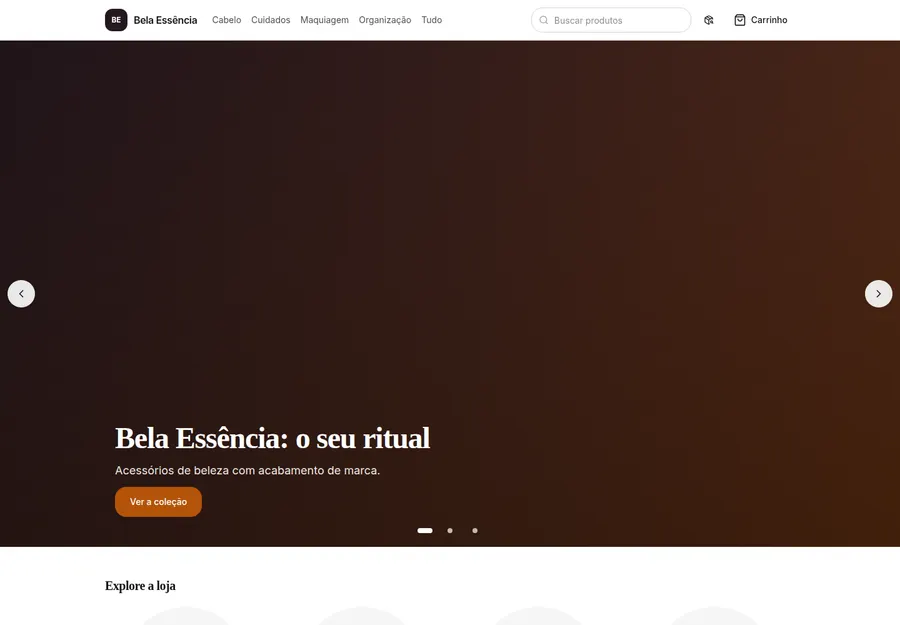 BE
Bela Essência
Cabelo
Cuidados
Maquiagem
Organização
Tudo
Buscar produtos
Carrinho
Bela Essência: o seu ritual
Acessórios de beleza com acabamento de marca.
Ver a coleção
Explore a loja